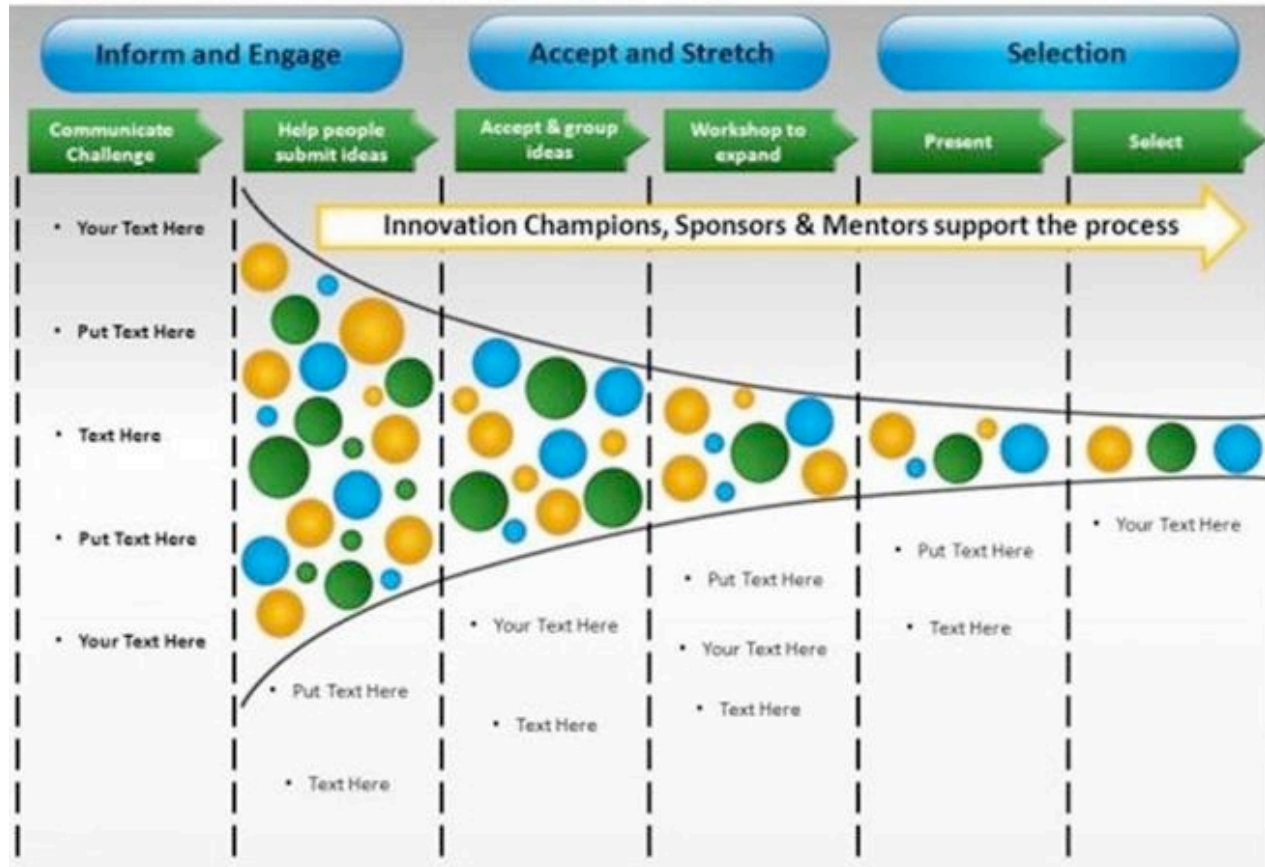 Inform and Engage
Accept and Stretch
Selection
Communicate
Challenge
Help people
submit ideas
Accept & group
ideas
Workshop to
expand
Present
Select
Innovation Champions, Sponsors & Mentors support the process
• Your Text Here
• Put Text Here
• Text Here
• Put Text Here
• Your Text Here
• Put Text Here
• Text Here
• Your Text Here
• Text Here
• Put Text Here
• Your Text Here
• Text Here
• Put Text Here
• Text Here
• Your Text Here